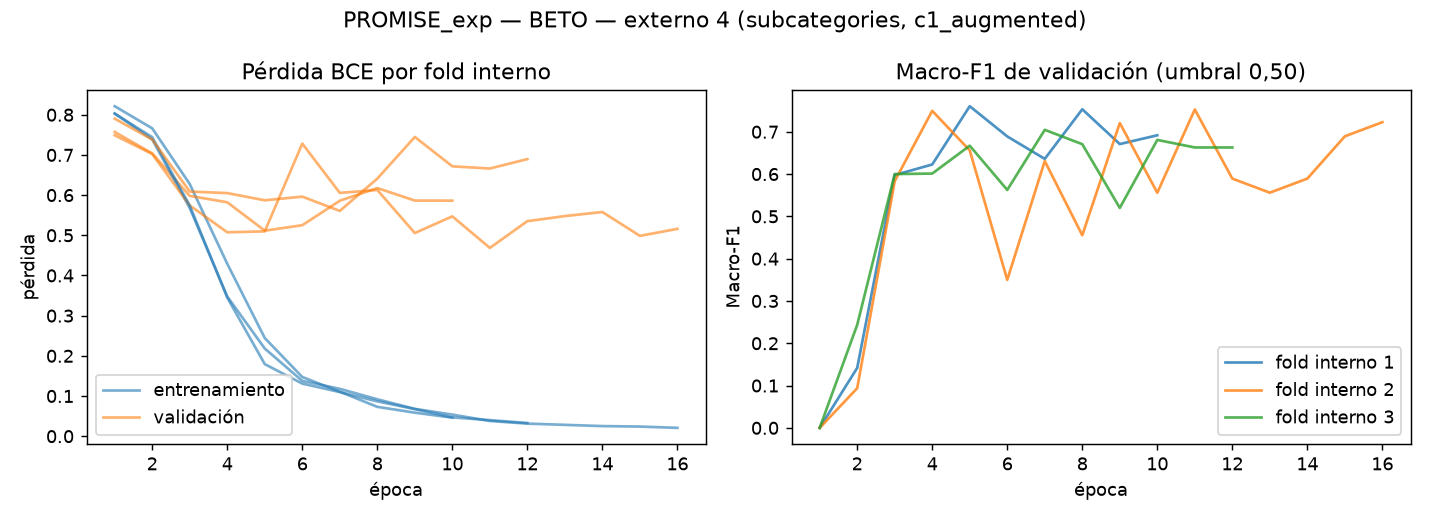 PROMISE_exp — BETO — externo 4 (subcategories, c1_augmented)
Pérdida BCE por fold interno
pérdida
0.8
0.7
0.6
0.5
0.4
0.3
0.2
0.1
0.0
entrenamiento
validación
2 4 6 8 10 12 14 16
época
Macro-F1 de validación (umbral 0,50)
Macro-F1
0.7
0.6
0.5
0.4
0.3
0.2
0.1
0.0
fold interno 1
fold interno 2
fold interno 3
2 4 6 8 10 12 14 16
época